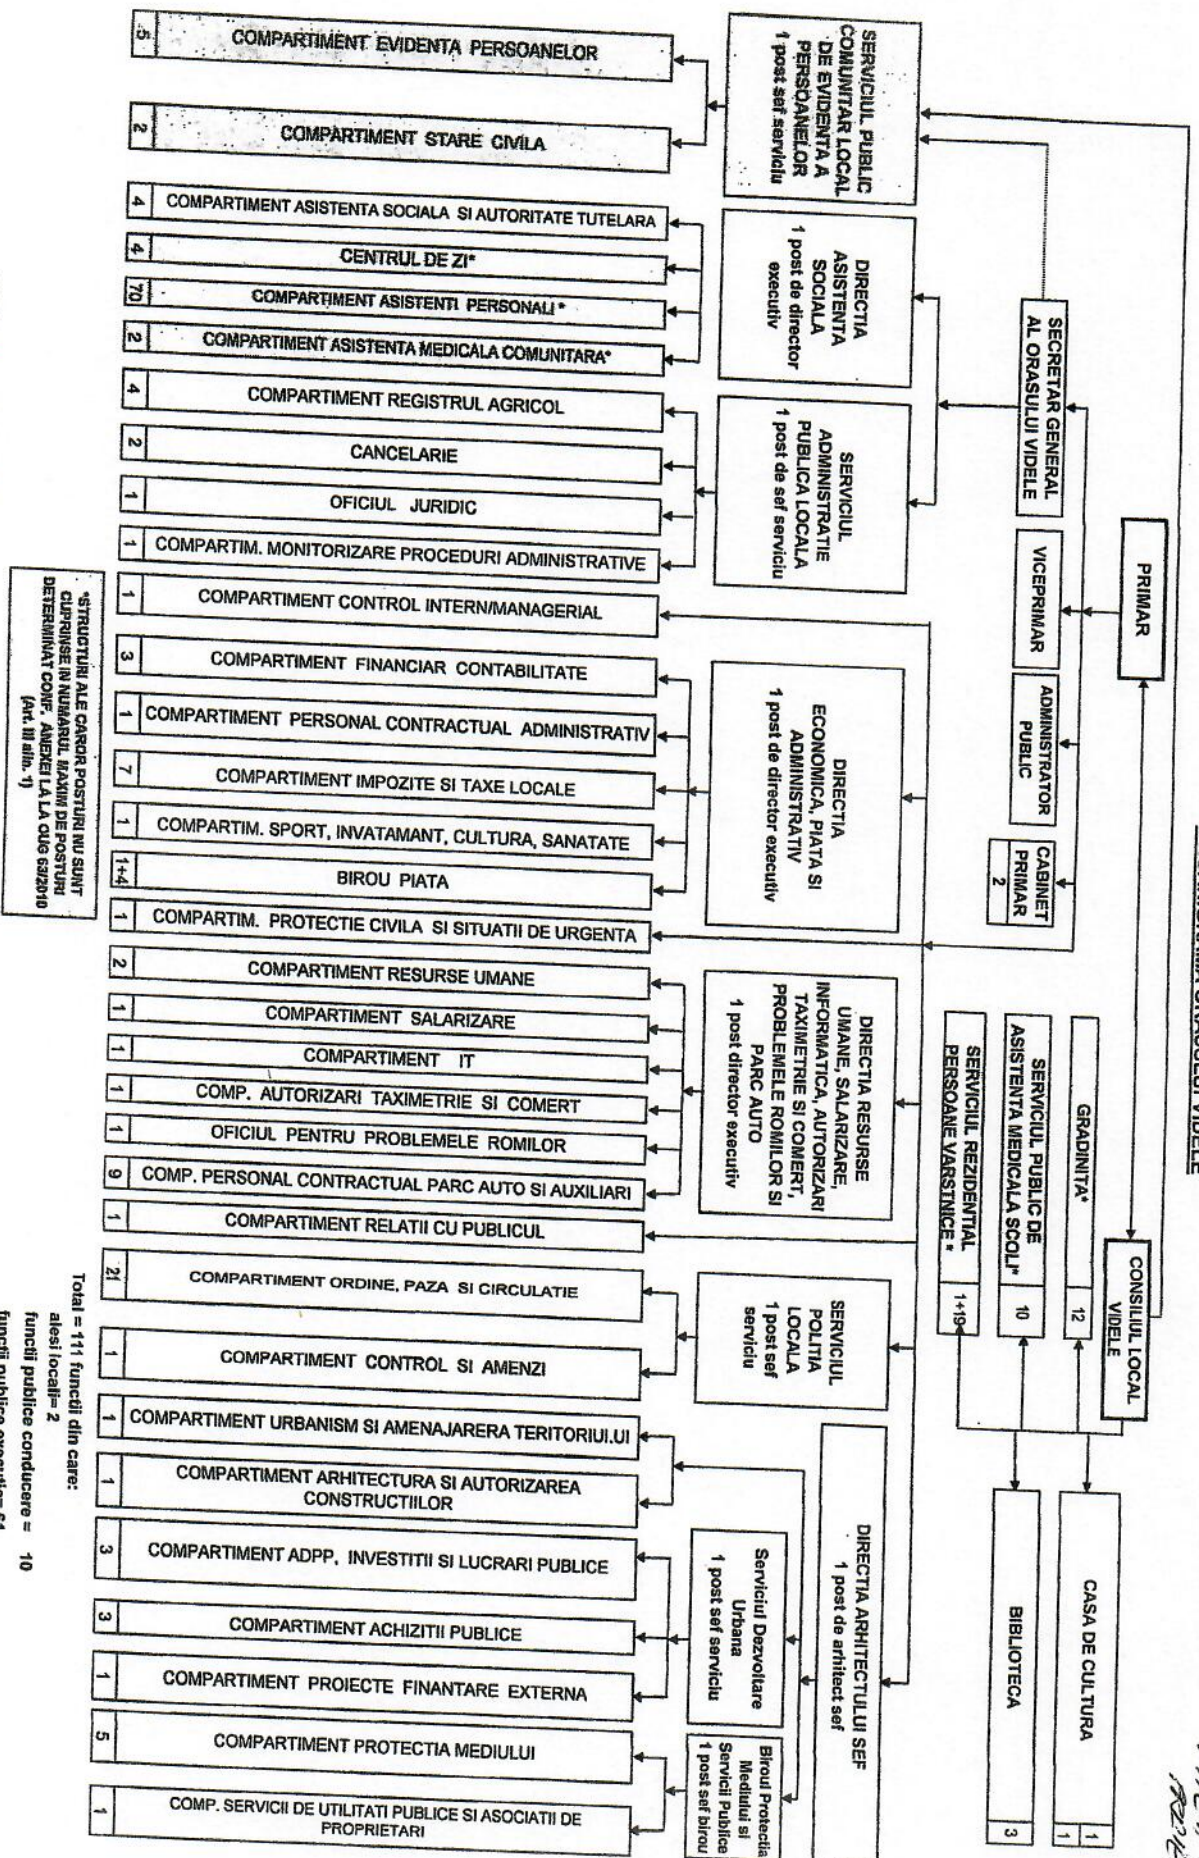 PRIMARIA ORASULUI VIDELE
PRIMAR
CONSILIUL LOCAL
VIDELE
SECRETAR GENERAL
AL ORASULUI VIDELE
VICEPRIMAR
ADMINISTRATOR
PUBLIC
CABINET
PRIMAR
2
GRADINITA*
12
SERVICIUL PUBLIC DE
ASISTENTA MEDICALA SCOLI*
10
SERVICIUL REZIDENTIAL
PERSOANE VARSTNICE *
1+19
CASA DE CULTURA
1
1
BIBLIOTECA
3
SERVICIUL PUBLIC
COMUNITAR LOCAL
DE EVIDENTA A
PERSOANELOR
1 post sef serviciu
DIRECTIA
ASISTENTA
SOCIALA
1 post de director
executiv
SERVICIUL
ADMINISTRATIE
PUBLICA LOCALA
1 post de sef serviciu
DIRECTIA
ECONOMICA, PIATA SI
ADMINISTRATIV
1 post de director executiv
DIRECTIA RESURSE
UMANE, SALARIZARE,
INFORMATICA, AUTORIZARI
TAXIMETRIE SI COMERT,
PROBLEMELE ROMILOR SI
PARC AUTO
1 post director executiv
SERVICIUL
POLITIA
LOCALA
1 post sef
serviciu
DIRECTIA ARHITECTULUI SEF
1 post de arhitect sef
Serviciul Dezvoltare
Urbana
1 post sef serviciu
Biroul Protectia
Mediului si
Servicii Publice
1 post sef birou
COMPARTIMENT EVIDENTA PERSOANELOR
5
COMPARTIMENT STARE CIVILA
2
COMPARTIMENT ASISTENTA SOCIALA SI AUTORITATE TUTELARA
4
CENTRUL DE ZI*
4
COMPARTIMENT ASISTENTI PERSONALI *
70
COMPARTIMENT ASISTENTA MEDICALA COMUNITARA*
2
COMPARTIMENT REGISTRUL AGRICOL
4
CANCELARIE
2
OFICIUL JURIDIC
1
COMPARTIM. MONITORIZARE PROCEDURI ADMINISTRATIVE
1
COMPARTIMENT CONTROL INTERN/MANAGERIAL
1
COMPARTIMENT FINANCIAR CONTABILITATE
3
COMPARTIMENT PERSONAL CONTRACTUAL ADMINISTRATIV
1
COMPARTIMENT IMPOZITE SI TAXE LOCALE
7
COMPARTIM. SPORT, INVATAMANT, CULTURA, SANATATE
1
BIROU PIATA
1+4
COMPARTIM. PROTECTIE CIVILA SI SITUATII DE URGENTA
1
COMPARTIMENT RESURSE UMANE
2
COMPARTIMENT SALARIZARE
1
COMPARTIMENT IT
1
COMP. AUTORIZARI TAXIMETRIE SI COMERT
1
OFICIUL PENTRU PROBLEMELE ROMILOR
1
COMP. PERSONAL CONTRACTUAL PARC AUTO SI AUXILIARI
9
COMPARTIMENT RELATII CU PUBLICUL
1
COMPARTIMENT ORDINE, PAZA SI CIRCULATIE
21
COMPARTIMENT CONTROL SI AMENZI
1
COMPARTIMENT URBANISM SI AMENAJAREA TERITORIUI.UI
1
COMPARTIMENT ARHITECTURA SI AUTORIZAREA
CONSTRUCTIILOR
1
COMPARTIMENT ADPP, INVESTITII SI LUCRARI PUBLICE
3
COMPARTIMENT ACHIZITII PUBLICE
3
COMPARTIMENT PROIECTE FINANTARE EXTERNA
1
COMPARTIMENT PROTECTIA MEDIULUI
5
COMP. SERVICII DE UTILITATI PUBLICE SI ASOCIATII DE
PROPRIETARI
1
*STRUCTURI ALE CAROR POSTURI NU SUNT
CUPRINSE IN NUMARUL MAXIM DE POSTURI
DETERMINAT CONF. ANEXEI LA LA OUG 63/2010
(Art. III alin. 1)
Total = 111 functii din care:
alesi locali= 2
functii publice conducere = 10
functii publice executie= 61